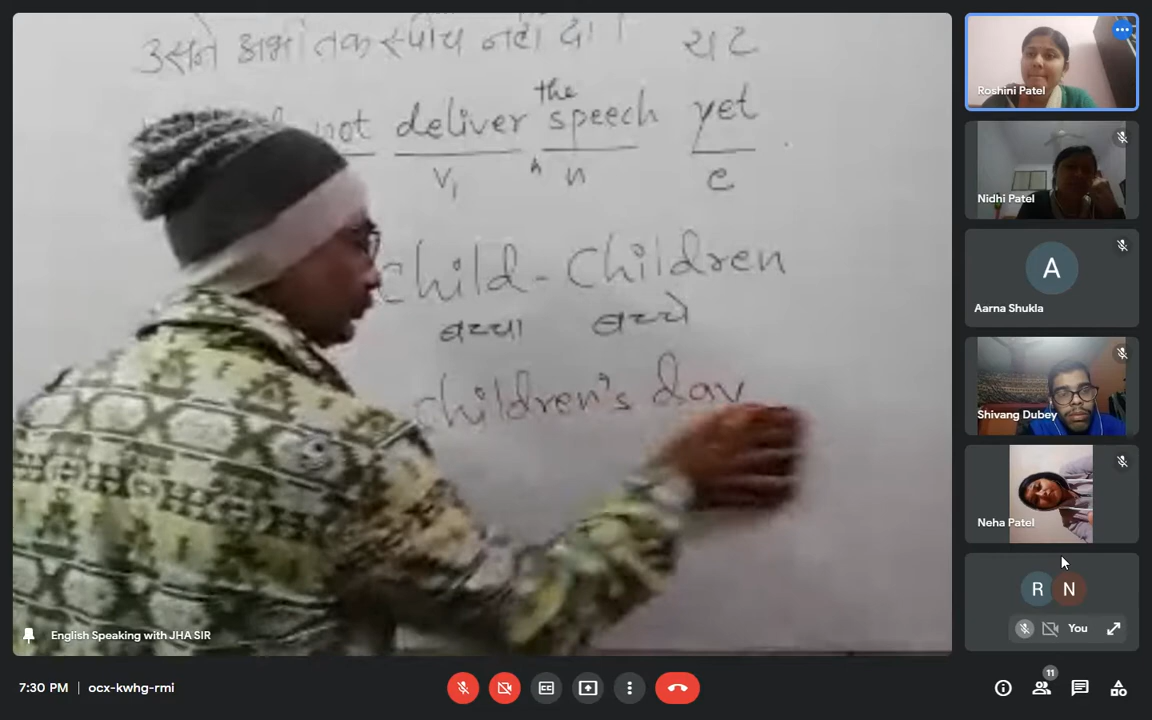 उसने अभी तक स्पीच नहीं दी। यट
not deliver the speech yet
v₁ n e
child - children
बच्चा बच्चे
children's day
English Speaking with JHA SIR
Roshini Patel
Nidhi Patel
A
Aarna Shukla
Shivang Dubey
Neha Patel
R N
You
7:30 PM | ocx-kwhg-rmi
11